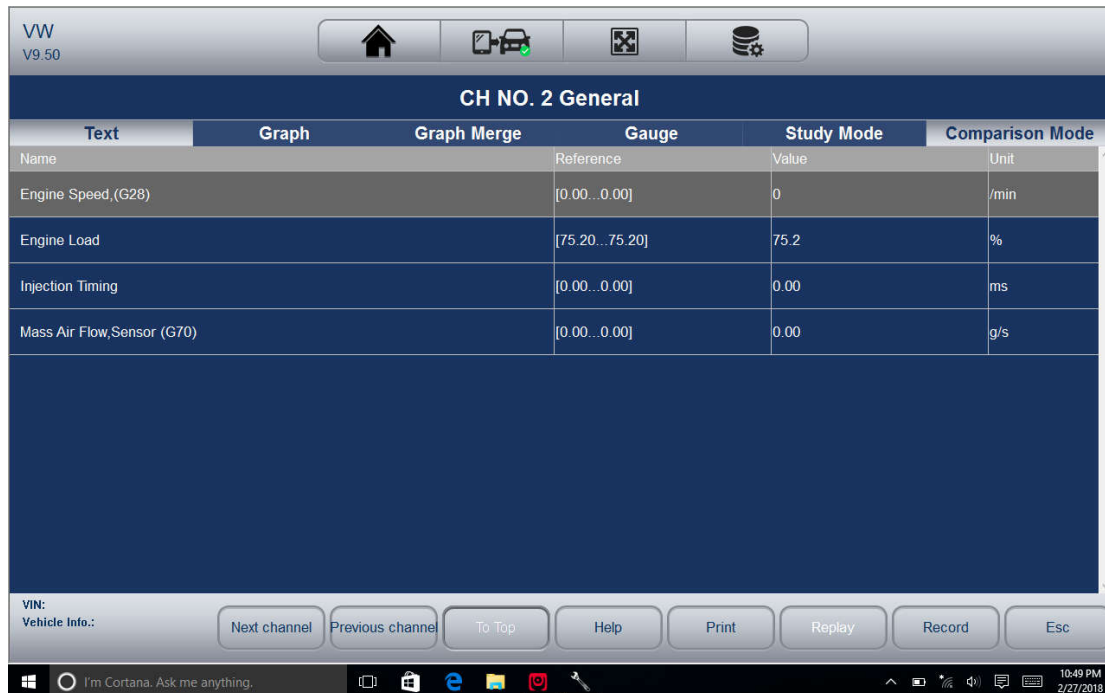 VW
V9.50
CH NO. 2 General
Text Graph Graph Merge Gauge Study Mode Comparison Mode
Name Reference Value Unit
Engine Speed,(G28) [0.00...0.00] 0 /min
Engine Load [75.20...75.20] 75.2 %
Injection Timing [0.00...0.00] 0.00 ms
Mass Air Flow,Sensor (G70) [0.00...0.00] 0.00 g/s
VIN:
Vehicle Info.:
Next channel Previous channel To Top Help Print Replay Record Esc
I'm Cortana. Ask me anything.
10:49 PM
2/27/2018